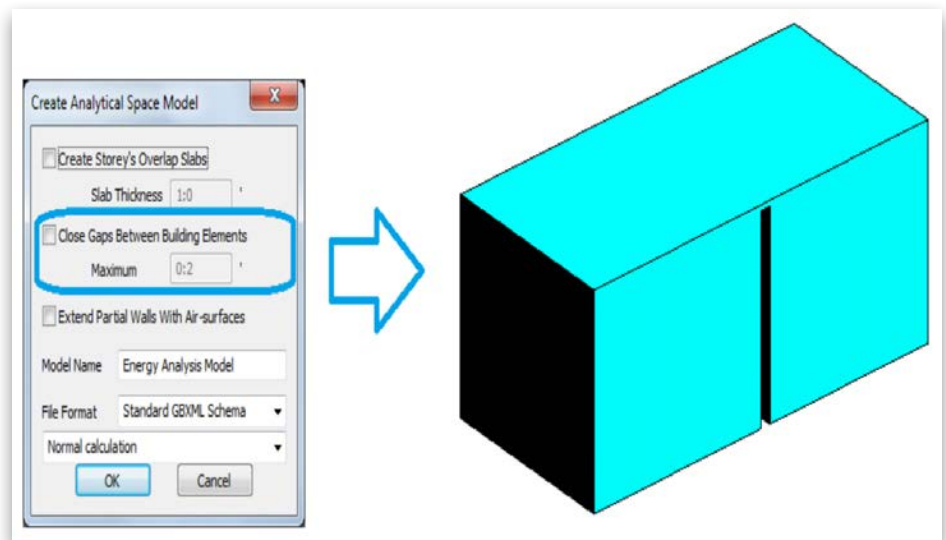 Create Analytical Space Model
Create Storey's Overlap Slabs
Slab Thickness 1:0 '
Close Gaps Between Building Elements
Maximum 0:2 '
Extend Partial Walls With Air-surfaces
Model Name Energy Analysis Model
File Format Standard GBXML Schema
Normal calculation
OK Cancel